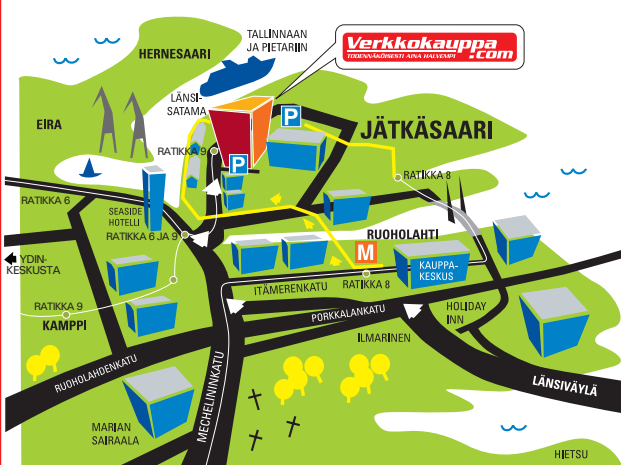 TALLINNAAN
JA PIETARIIN
Verkkokauppa
.com
TODENNÄKÖISESTI AINA HALVEMPI
HERNESAARI
LÄNSI-
SATAMA
P
EIRA
JÄTKÄSAARI
RATIKKA 9
P
RATIKKA 8
RATIKKA 6
SEASIDE
HOTELLI
RATIKKA 6 JA 9
RUOHOLAHTI
M
YDIN-
KESKUSTA
KAUPPA-
KESKUS
ITÄMERENKATU
RATIKKA 8
RATIKKA 9
KAMPPI
PORKKALANKATU
HOLIDAY
INN
ILMARINEN
RUOHOLAHDENKATU
MECHELININKATU
LÄNSIVÄYLÄ
MARIAN
SAIRAALA
HIETSU